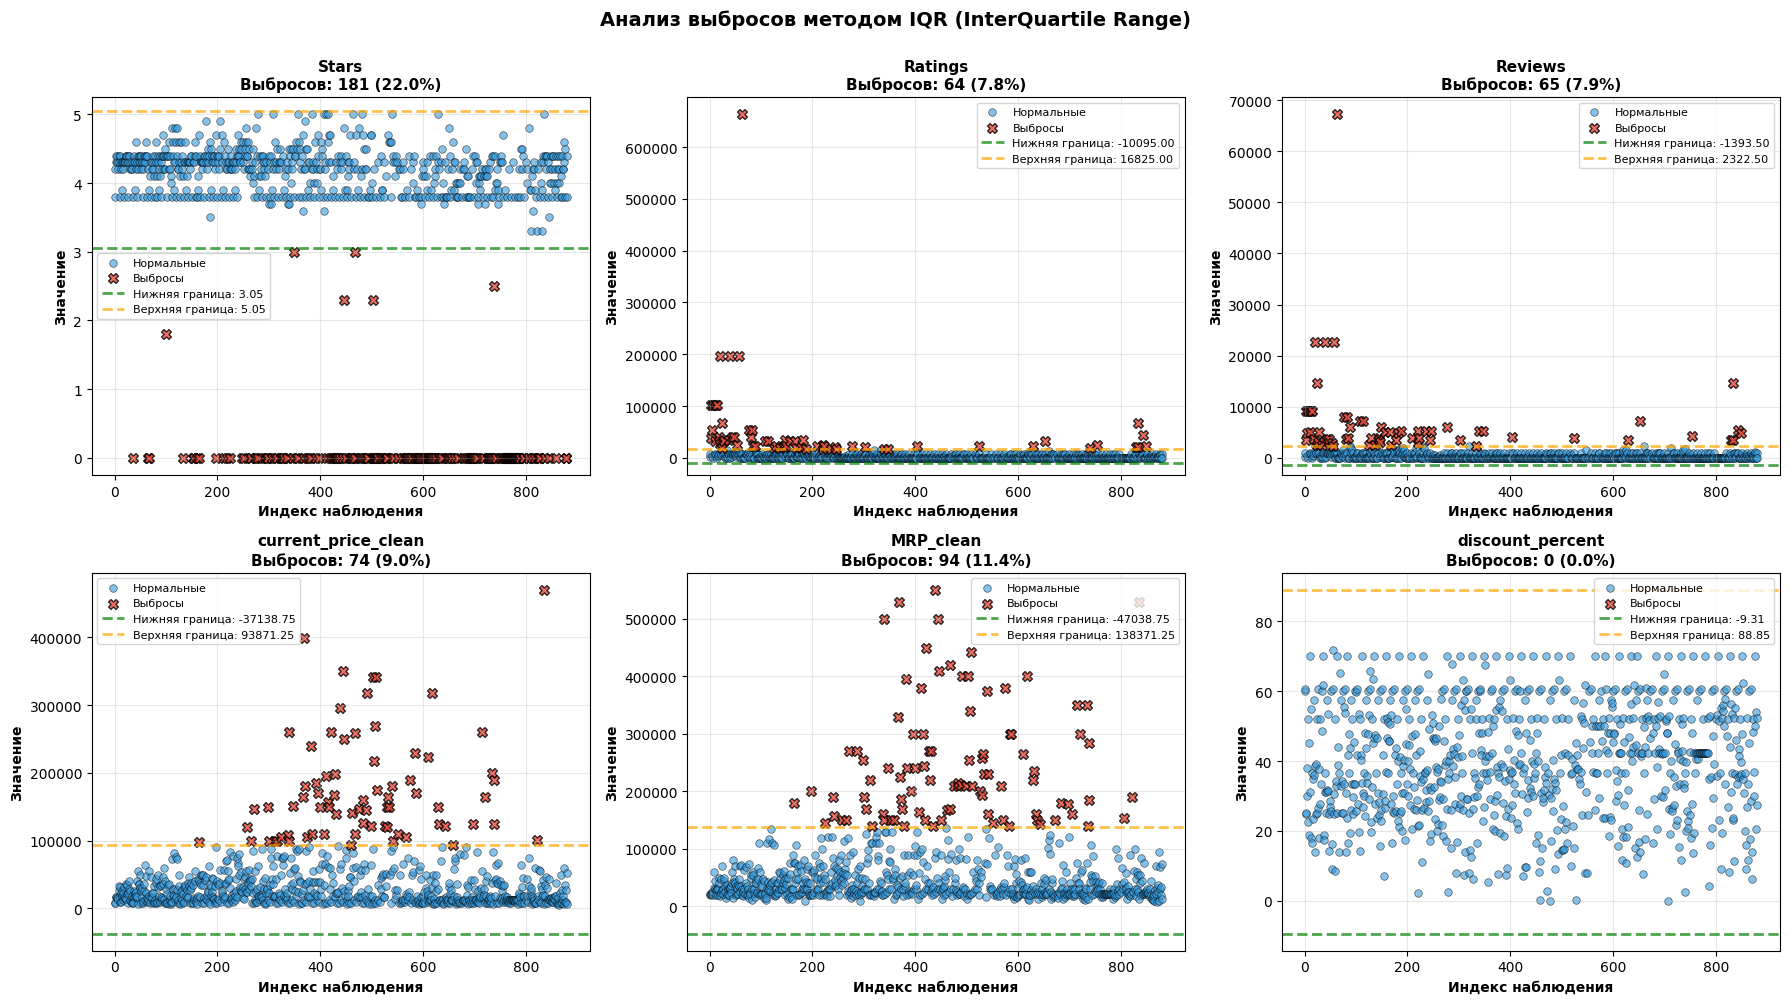 Анализ выбросов методом IQR (InterQuartile Range)
Stars
Выбросов: 181 (22.0%)
Значение
5
4
3
2
1
0
Нормальные
Выбросы
Нижняя граница: 3.05
Верхняя граница: 5.05
0
200
400
600
800
Индекс наблюдения
Ratings
Выбросов: 64 (7.8%)
Значение
600000
500000
400000
300000
200000
100000
0
Нормальные
Выбросы
Нижняя граница: -10095.00
Верхняя граница: 16825.00
0
200
400
600
800
Индекс наблюдения
Reviews
Выбросов: 65 (7.9%)
Значение
70000
60000
50000
40000
30000
20000
10000
0
Нормальные
Выбросы
Нижняя граница: -1393.50
Верхняя граница: 2322.50
0
200
400
600
800
Индекс наблюдения
current_price_clean
Выбросов: 74 (9.0%)
Значение
400000
300000
200000
100000
0
Нормальные
Выбросы
Нижняя граница: -37138.75
Верхняя граница: 93871.25
0
200
400
600
800
Индекс наблюдения
MRP_clean
Выбросов: 94 (11.4%)
Значение
500000
400000
300000
200000
100000
0
Нормальные
Выбросы
Нижняя граница: -47038.75
Верхняя граница: 138371.25
0
200
400
600
800
Индекс наблюдения
discount_percent
Выбросов: 0 (0.0%)
Значение
80
60
40
20
0
Нормальные
Выбросы
Нижняя граница: -9.31
Верхняя граница: 88.85
0
200
400
600
800
Индекс наблюдения